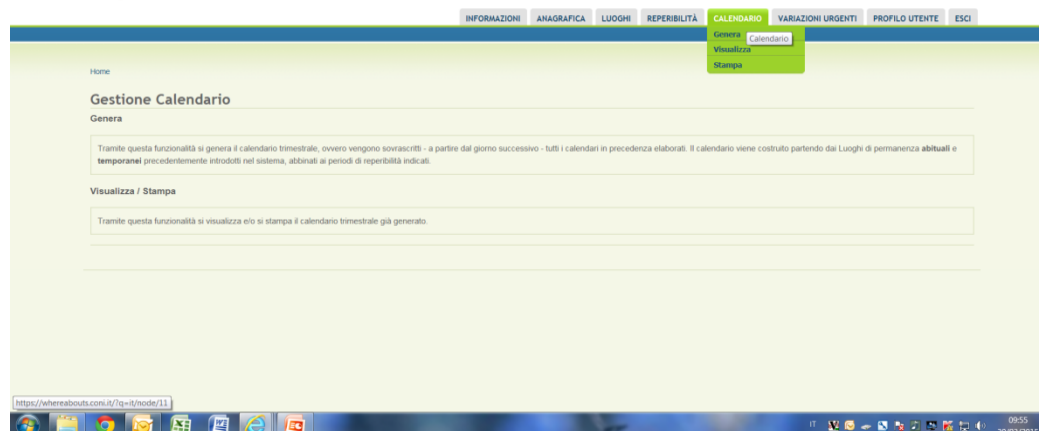 INFORMAZIONI ANAGRAFICA LUOGHI REPERIBILITÀ CALENDARIO VARIAZIONI URGENTI PROFILO UTENTE ESCI
Genera
Calendario
Visualizza
Stampa
Home
Gestione Calendario
Genera
Tramite questa funzionalità si genera il calendario trimestrale, ovvero vengono sovrascritti - a partire dal giorno successivo - tutti i calendari in precedenza elaborati. Il calendario viene costruito partendo dai Luoghi di permanenza abituali e
temporanei precedentemente introdotti nel sistema, abbinati ai periodi di reperibilità indicati.
Visualizza / Stampa
Tramite questa funzionalità si visualizza e/o si stampa il calendario trimestrale già generato.
https://whereabouts.coni.it/?q=it/node/11
IT
09:55